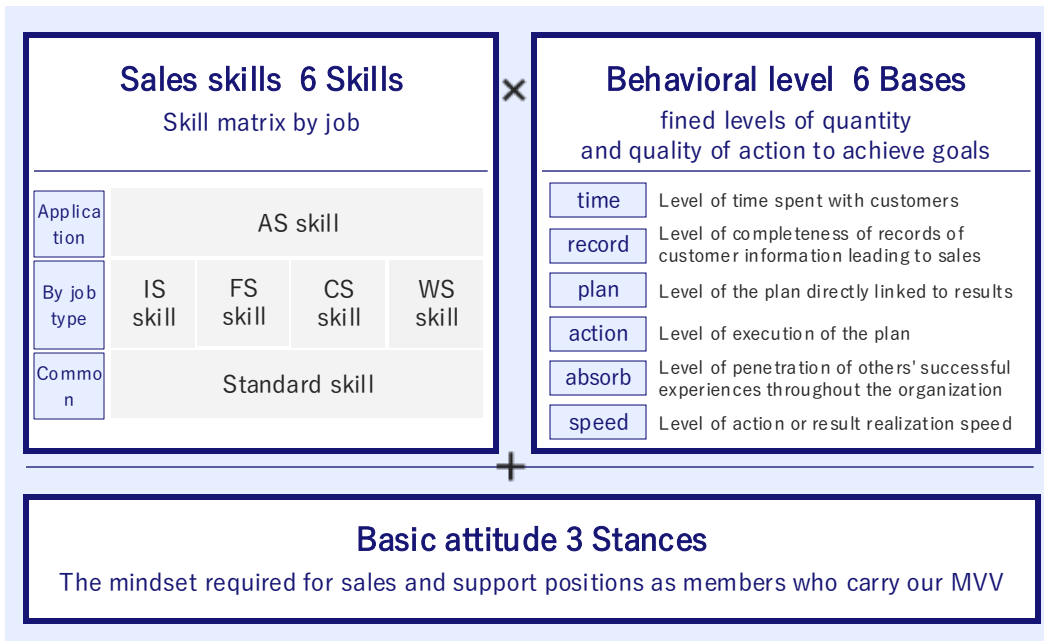 Sales skills 6 Skills
Skill matrix by job
Applica
tion
AS skill
By job
type
IS
skill
FS
skill
CS
skill
WS
skill
Commo
n
Standard skill
×
Behavioral level 6 Bases
fined levels of quantity
and quality of action to achieve goals
time
Level of time spent with customers
record
Level of completeness of records of
customer information leading to sales
plan
Level of the plan directly linked to results
action
Level of execution of the plan
absorb
Level of penetration of others' successful
experiences throughout the organization
speed
Level of action or result realization speed
+
Basic attitude 3 Stances
The mindset required for sales and support positions as members who carry our MVV